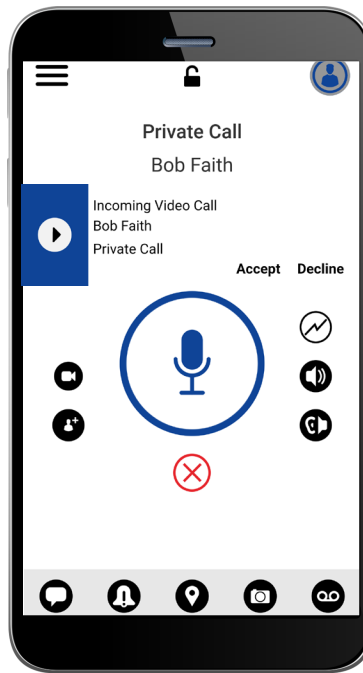 Private Call
Bob Faith
Incoming Video Call
Bob Faith
Private Call
Accept Decline